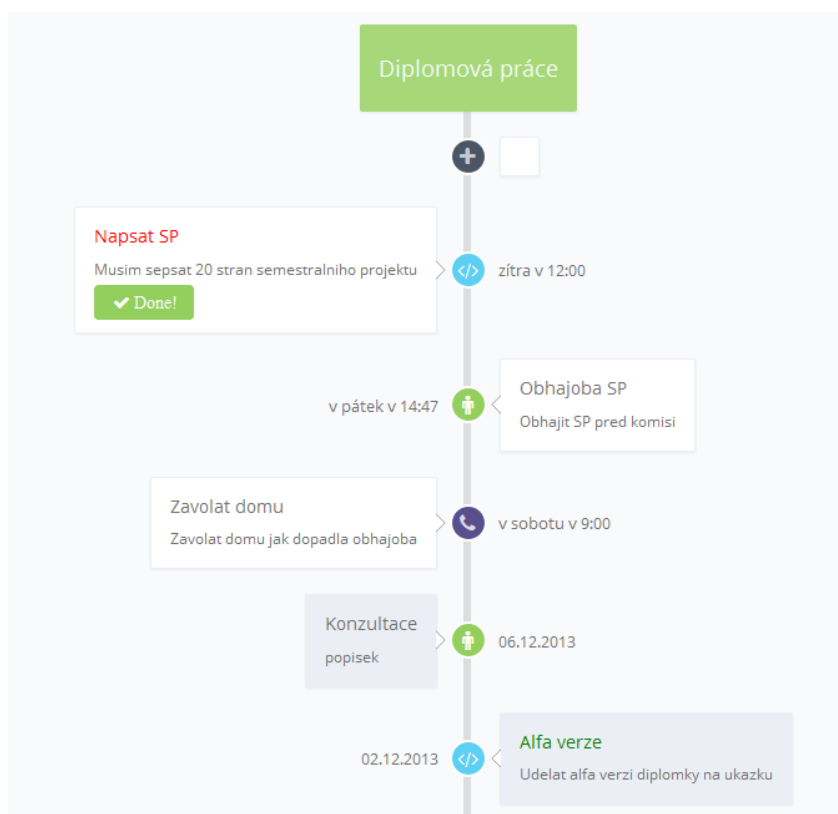 Diplomová práce
Napsat SP
Musim sepsat 20 stran semestralniho projektu
Done!
zítra v 12:00
v pátek v 14:47
Obhajoba SP
Obhajit SP pred komisi
Zavolat domu
Zavolat domu jak dopadla obhajoba
v sobotu v 9:00
Konzultace
popisek
06.12.2013
02.12.2013
Alfa verze
Udelat alfa verzi diplomky na ukazku